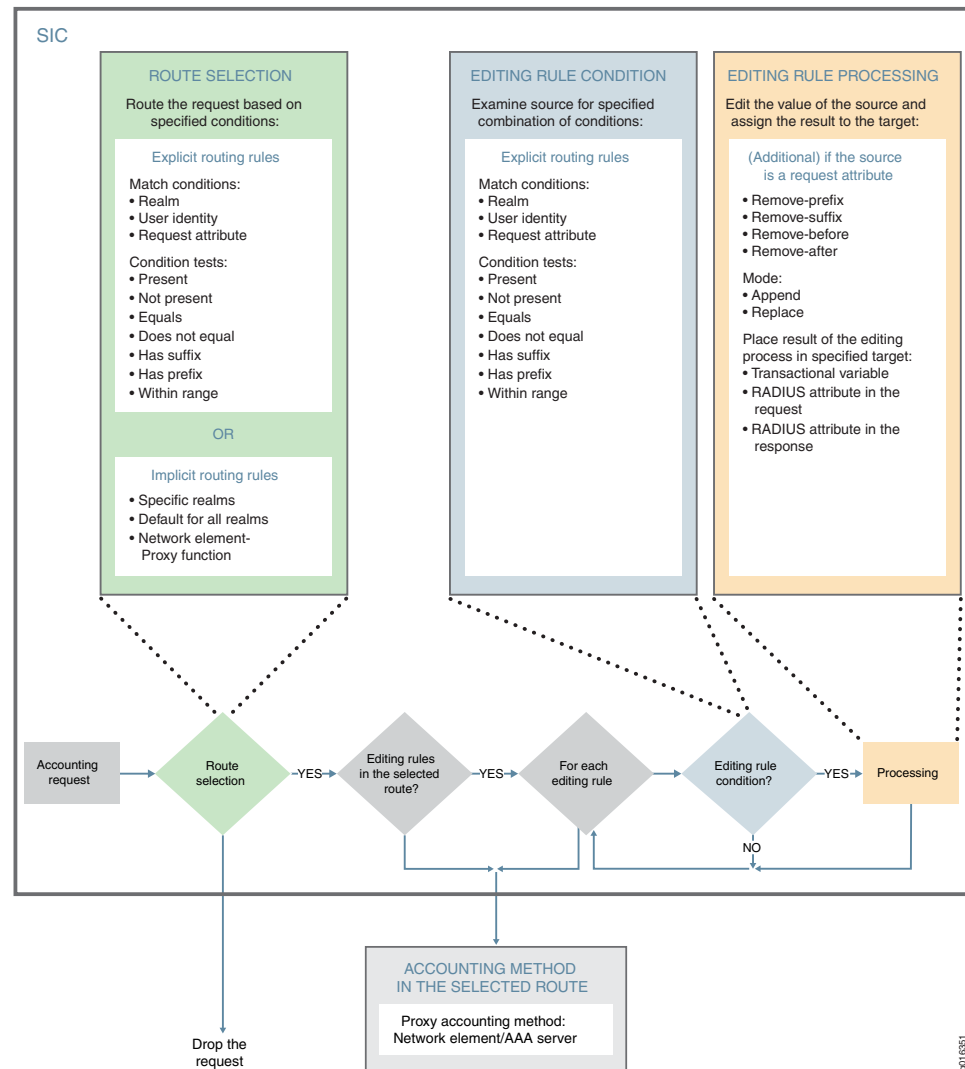 SIC
ROUTE SELECTION
Route the request based on
specified conditions:
Explicit routing rules
Match conditions:
• Realm
• User identity
• Request attribute
Condition tests:
• Present
• Not present
• Equals
• Does not equal
• Has suffix
• Has prefix
• Within range
OR
Implicit routing rules
• Specific realms
• Default for all realms
• Network element-
Proxy function
EDITING RULE CONDITION
Examine source for specified
combination of conditions:
Explicit routing rules
Match conditions:
• Realm
• User identity
• Request attribute
Condition tests:
• Present
• Not present
• Equals
• Does not equal
• Has suffix
• Has prefix
• Within range
EDITING RULE PROCESSING
Edit the value of the source and
assign the result to the target:
(Additional) if the source
is a request attribute
• Remove-prefix
• Remove-suffix
• Remove-before
• Remove-after
Mode:
• Append
• Replace
Place result of the editing
process in specified target:
• Transactional variable
• RADIUS attribute in the
request
• RADIUS attribute in the
response
Accounting
request
Route
selection
YES
Editing rules
in the selected
route?
YES
For each
editing rule
Editing rule
condition?
YES
Processing
NO
ACCOUNTING METHOD
IN THE SELECTED ROUTE
Proxy accounting method:
Network element/AAA server
Drop the
request